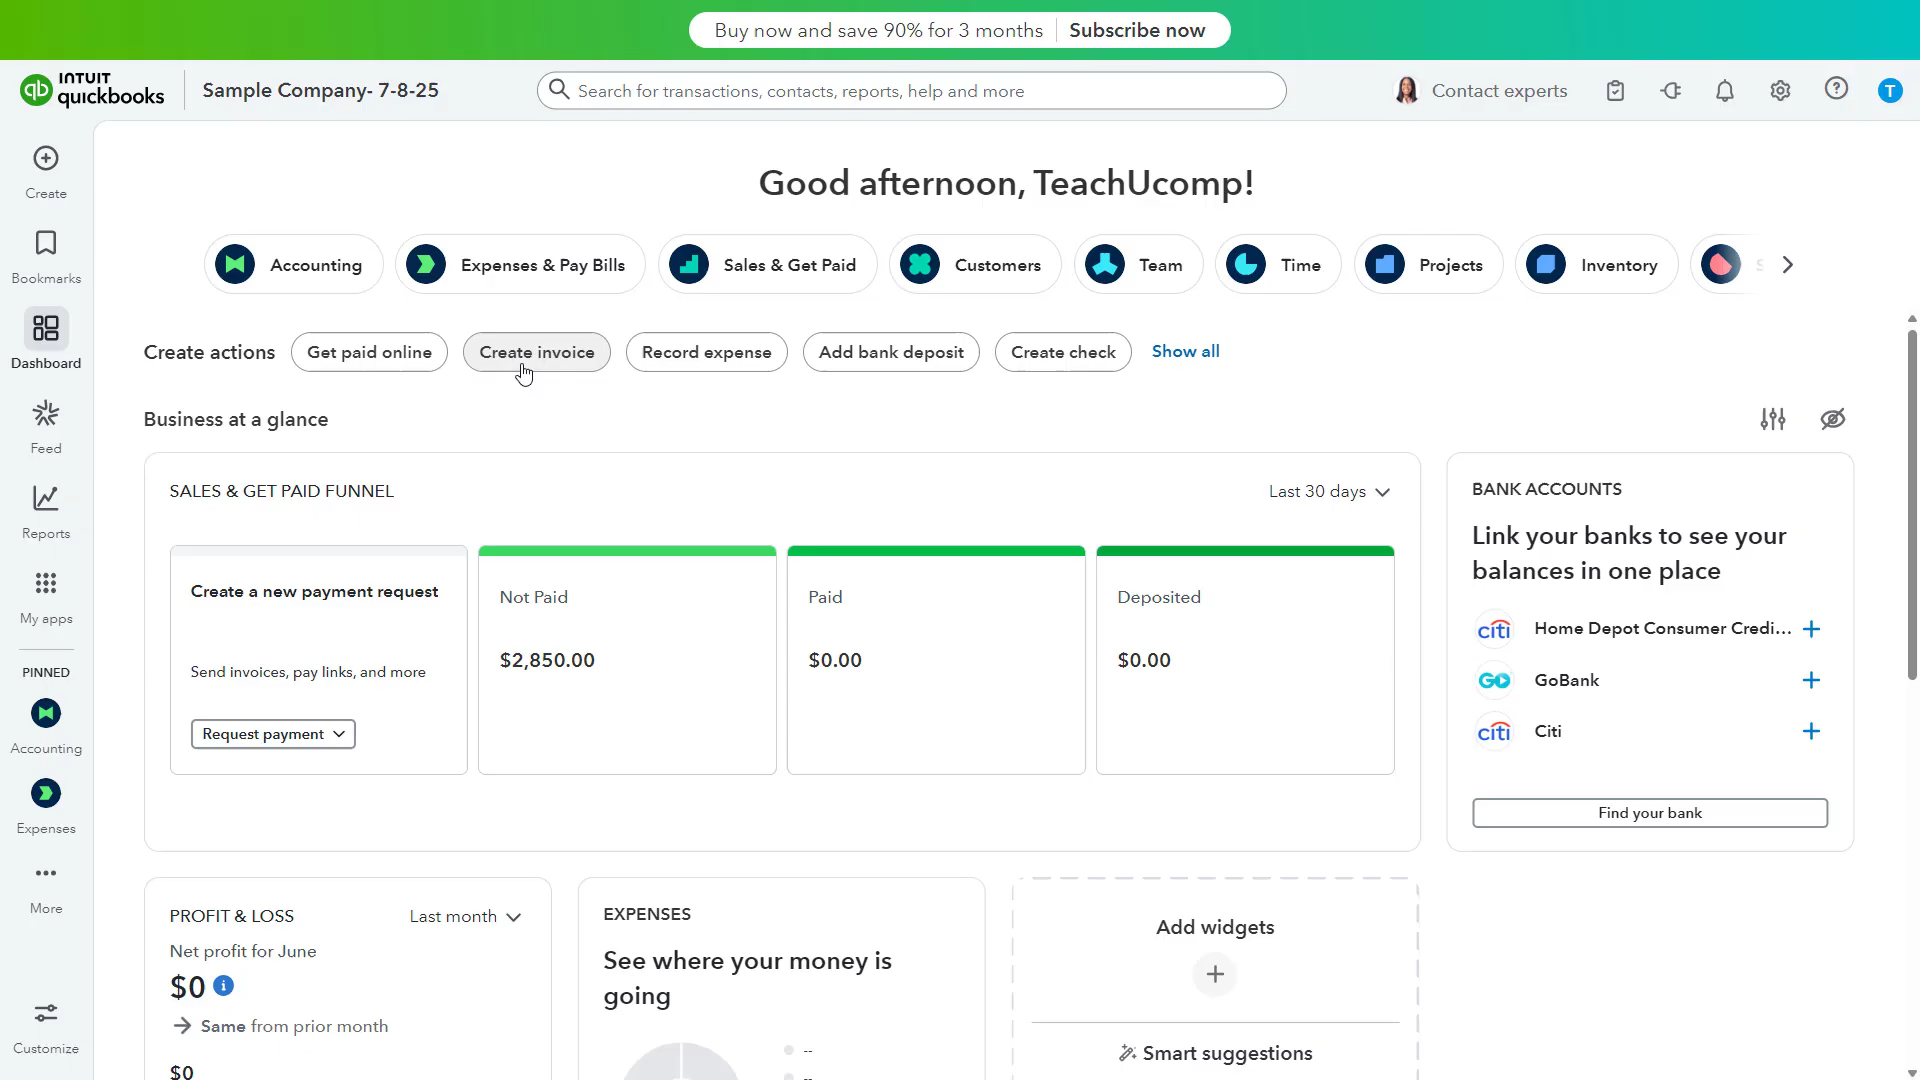 Buy now and save 90% for 3 months Subscribe now
INTUIT
quickbooks
Sample Company- 7-8-25
Search for transactions, contacts, reports, help and more
Contact experts
T
Create
Bookmarks
Dashboard
Feed
Reports
My apps
PINNED
Accounting
Expenses
More
Customize
Good afternoon, TeachUcomp!
Accounting Expenses & Pay Bills Sales & Get Paid Customers Team Time Projects Inventory
Create actions Get paid online Create invoice Record expense Add bank deposit Create check Show all
Business at a glance
SALES & GET PAID FUNNEL Last 30 days
Create a new payment request
Send invoices, pay links, and more
Request payment
Not Paid
$2,850.00
Paid
$0.00
Deposited
$0.00
BANK ACCOUNTS
Link your banks to see your
balances in one place
citi Home Depot Consumer Credi...
GO GoBank
citi Citi
Find your bank
PROFIT & LOSS Last month
Net profit for June
$0
Same from prior month
$0
EXPENSES
See where your money is
going
--
--
Add widgets
Smart suggestions